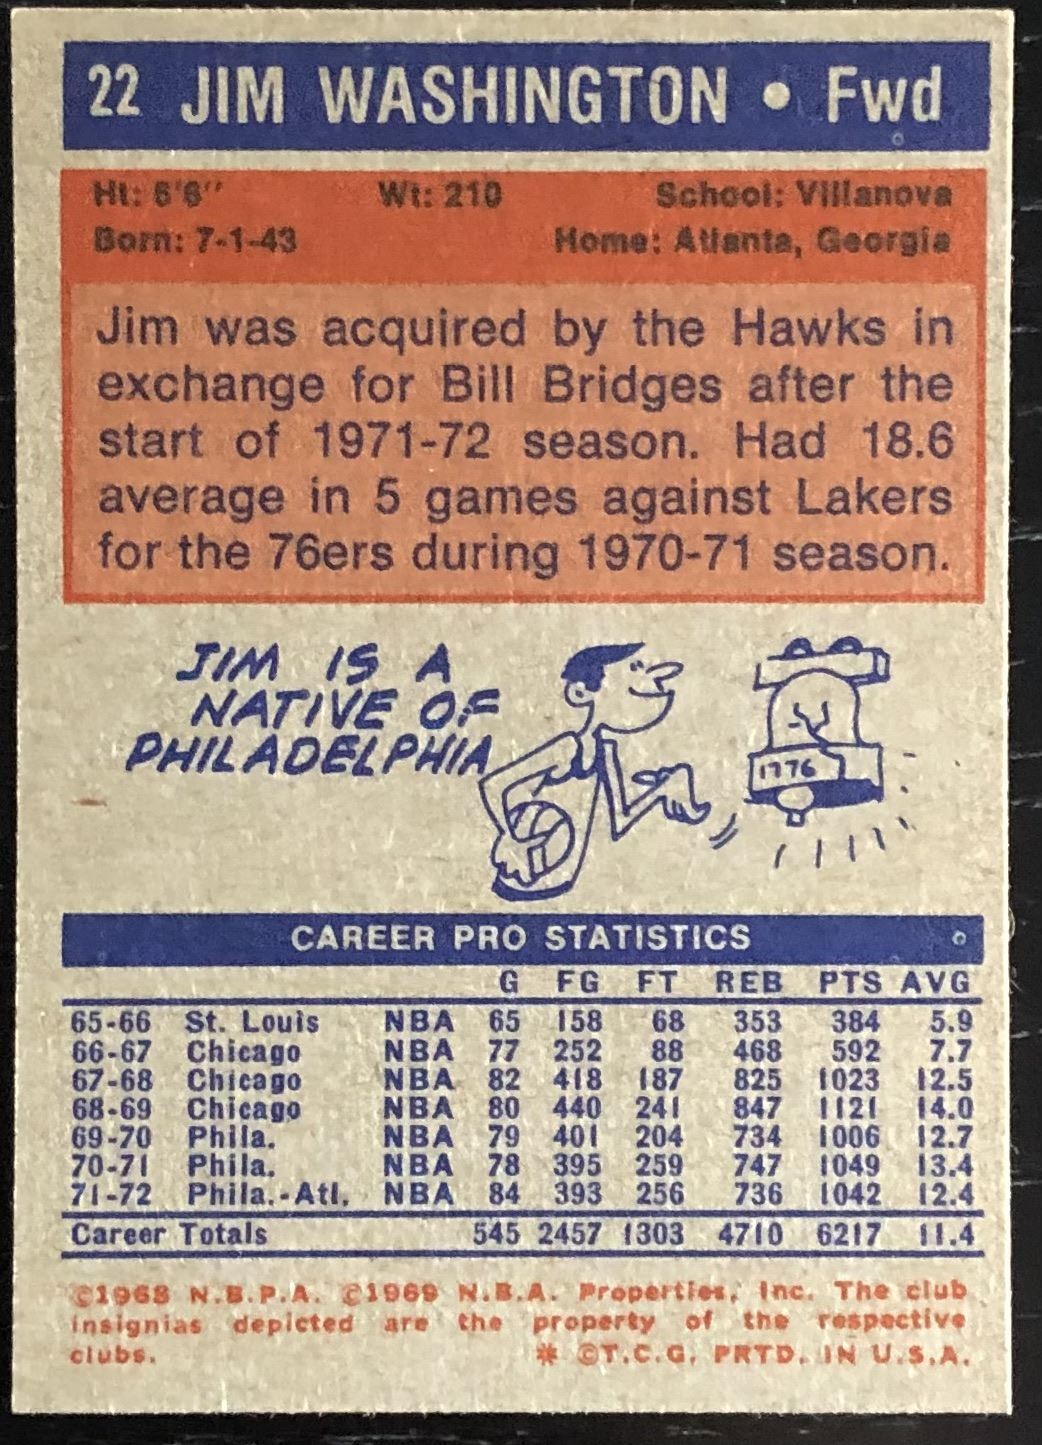 22 JIM WASHINGTON • Fwd
Ht: 6'6" Wt: 210 School: Villanova
Born: 7-1-43 Home: Atlanta, Georgia
Jim was acquired by the Hawks in
exchange for Bill Bridges after the
start of 1971-72 season. Had 18.6
average in 5 games against Lakers
for the 76ers during 1970-71 season.
JIM IS A
NATIVE OF
PHILADELPHIA
1776
CAREER PRO STATISTICS
G FG FT REB PTS AVG
65-66 St. Louis NBA 65 158 68 353 384 5.9
66-67 Chicago NBA 77 252 88 468 592 7.7
67-68 Chicago NBA 82 418 187 825 1023 12.5
68-69 Chicago NBA 80 440 241 847 1121 14.0
69-70 Phila. NBA 79 401 204 734 1006 12.7
70-71 Phila. NBA 78 395 259 747 1049 13.4
71-72 Phila.-Atl. NBA 84 393 256 736 1042 12.4
Career Totals 545 2457 1303 4710 6217 11.4
©1968 N.B.P.A. ©1969 N.B.A. Properties, Inc. The club
insignias depicted are the property of the respective
clubs. * ©T.C.G. PRTD. IN U.S.A.